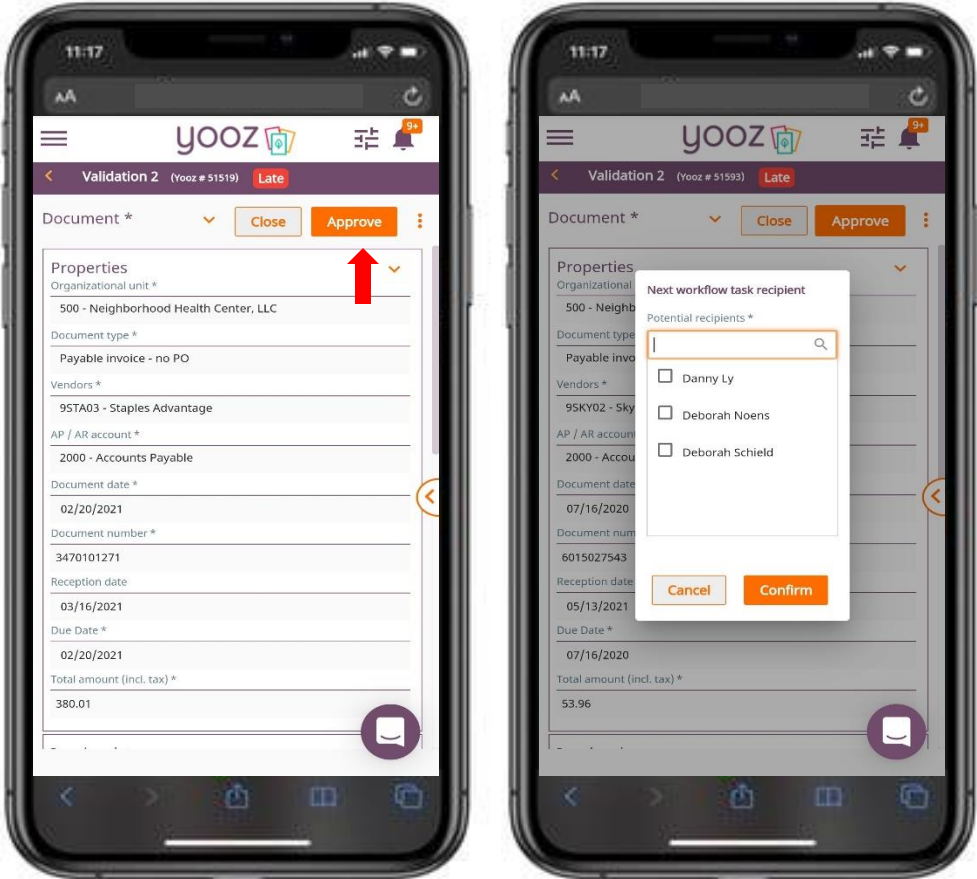 11:17
AA
yooz
9+
Validation 2 (Yooz # 51519) Late
Document *
Close
Approve
Properties
Organizational unit *
500 - Neighborhood Health Center, LLC
Document type *
Payable invoice - no PO
Vendors *
9STA03 - Staples Advantage
AP / AR account *
2000 - Accounts Payable
Document date *
02/20/2021
Document number *
3470101271
Reception date
03/16/2021
Due Date *
02/20/2021
Total amount (incl. tax) *
380.01
11:17
AA
yooz
9+
Validation 2 (Yooz # 51593) Late
Document *
Close
Approve
Properties
Organizational
500 - Neighb
Document type
Payable invo
Vendors *
9SKY02 - Sky
AP / AR account
2000 - Accou
Document date
07/16/2020
Document num
6015027543
Reception date
05/13/2021
Due Date *
07/16/2020
Total amount (incl. tax) *
53.96
Next workflow task recipient
Potential recipients *
Danny Ly
Deborah Noens
Deborah Schield
Cancel
Confirm